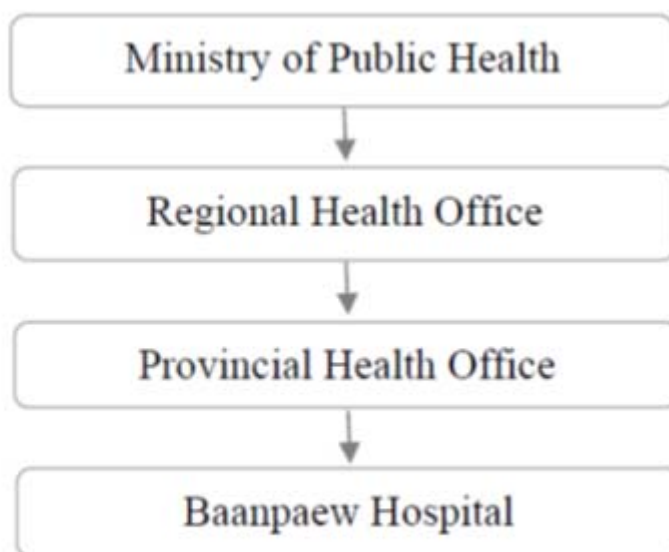 Ministry of Public Health
Regional Health Office
Provincial Health Office
Baanpaew Hospital